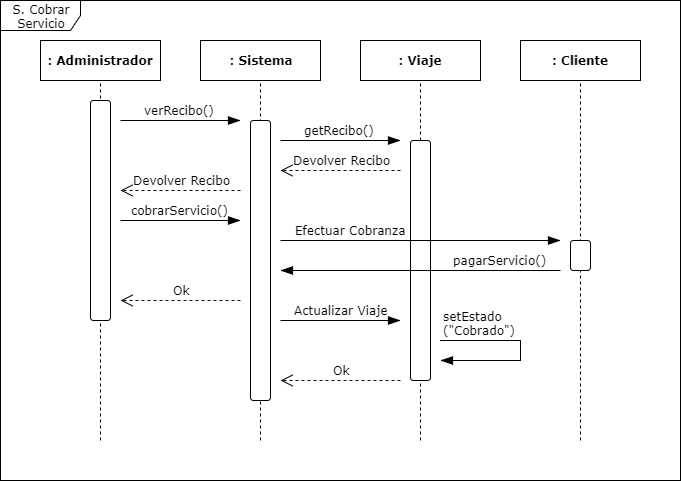 S. Cobrar
Servicio
: Administrador
: Sistema
: Viaje
: Cliente
verRecibo()
getRecibo()
Devolver Recibo
Devolver Recibo
cobrarServicio()
Efectuar Cobranza
pagarServicio()
Ok
Actualizar Viaje
setEstado
("Cobrado")
Ok